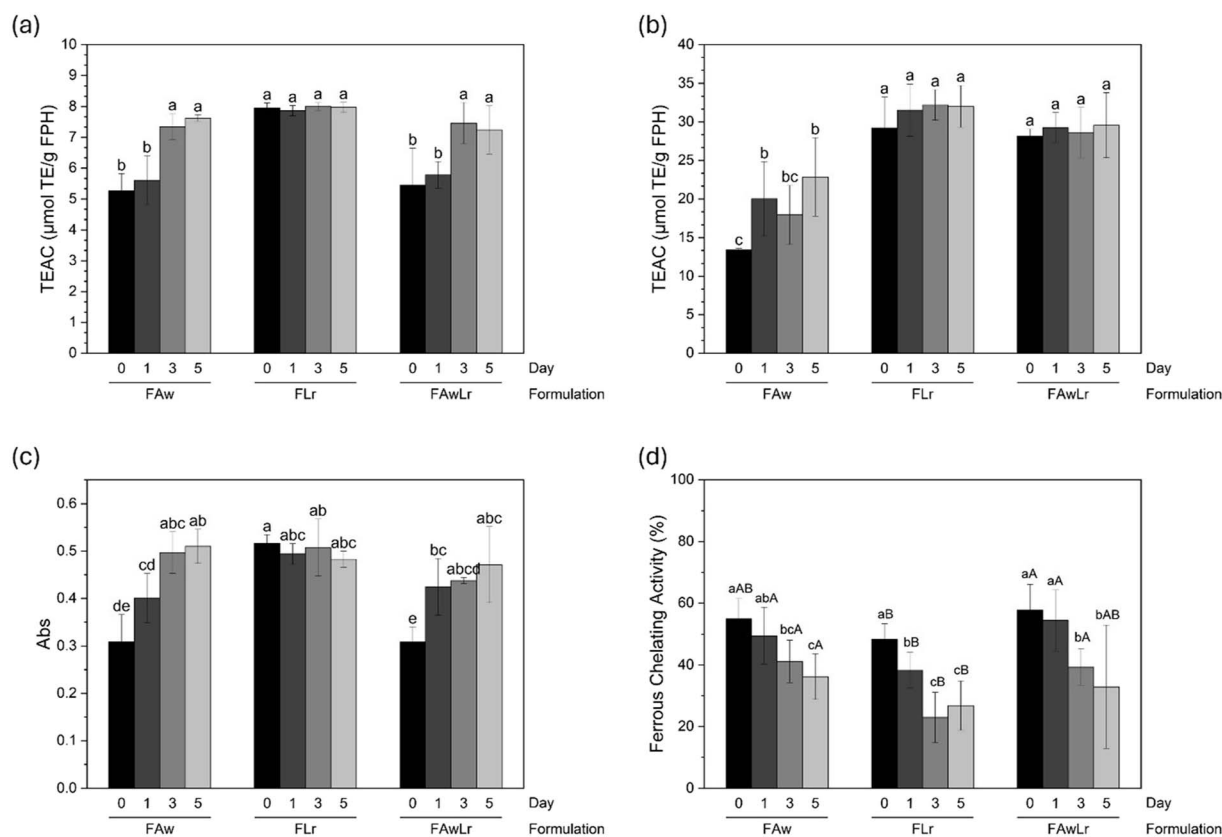 (a)
TEAC (µmol TE/g FPH)
10
9
8
7
6
5
4
3
2
1
0
b b a a a a a a b b a a
0 1 3 5 0 1 3 5 0 1 3 5 Day
FAw FLr FAwLr Formulation
(b)
TEAC (µmol TE/g FPH)
40
35
30
25
20
15
10
5
0
c b bc b a a a a a a a a
0 1 3 5 0 1 3 5 0 1 3 5 Day
FAw FLr FAwLr Formulation
(c)
Abs
0.6
0.5
0.4
0.3
0.2
0.1
0.0
de cd abc ab a abc ab abc e bc abcd abc
0 1 3 5 0 1 3 5 0 1 3 5 Day
FAw FLr FAwLr Formulation
(d)
Ferrous Chelating Activity (%)
100
80
60
40
20
0
aAB abA bcA cA aB bB cB cB aA aA bA bAB
0 1 3 5 0 1 3 5 0 1 3 5 Day
FAw FLr FAwLr Formulation